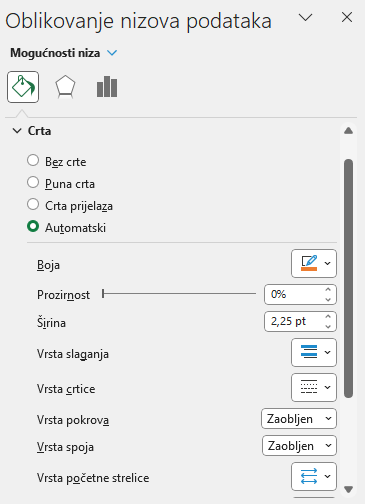 Oblikovanje nizova podataka
Mogućnosti niza
Crta
Bez crte
Puna crta
Crta prijelaza
Automatski
Boja
Prozirnost 0%
Širina 2,25 pt
Vrsta slaganja
Vrsta crtice
Vrsta pokrova Zaobljen
Vrsta spoja Zaobljen
Vrsta početne strelice